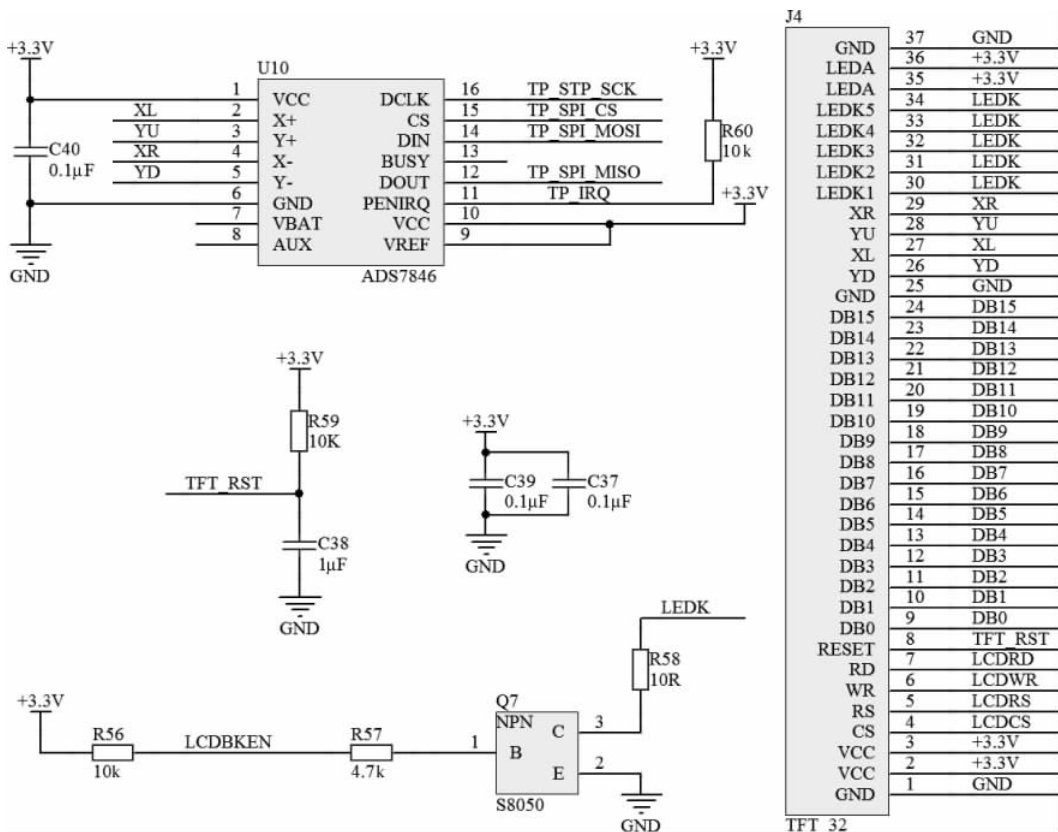 +3.3V
U10
1 VCC DCLK 16 TP_STP_SCK
XL 2 X+ CS 15 TP_SPI_CS
YU 3 Y+ DIN 14 TP_SPI_MOSI
XR 4 X- BUSY 13
YD 5 Y- DOUT 12 TP_SPI_MISO
6 GND PENIRQ 11 TP_IRQ
7 VBAT VCC 10
8 AUX VREF 9
ADS7846
C40
0.1µF
GND
+3.3V
R60
10k
+3.3V
+3.3V
R59
10K
TFT_RST
C38
1µF
GND
+3.3V
C39
0.1µF
C37
0.1µF
GND
LEDK
R58
10R
+3.3V
R56
10k
LCDBKEN
R57
4.7k
Q7
NPN
1 B
C 3
E 2
S8050
GND
J4
GND 37 GND
LEDA 36 +3.3V
LEDA 35 +3.3V
LEDK5 34 LEDK
LEDK4 33 LEDK
LEDK3 32 LEDK
LEDK2 31 LEDK
LEDK1 30 LEDK
XR 29 XR
YU 28 YU
XL 27 XL
YD 26 YD
GND 25 GND
DB15 24 DB15
DB14 23 DB14
DB13 22 DB13
DB12 21 DB12
DB11 20 DB11
DB10 19 DB10
DB9 18 DB9
DB8 17 DB8
DB7 16 DB7
DB6 15 DB6
DB5 14 DB5
DB4 13 DB4
DB3 12 DB3
DB2 11 DB2
DB1 10 DB1
DB0 9 DB0
RESET 8 TFT_RST
RD 7 LCDRD
WR 6 LCDWR
RS 5 LCDRS
CS 4 LCDCS
VCC 3 +3.3V
VCC 2 +3.3V
GND 1 GND
TFT_32